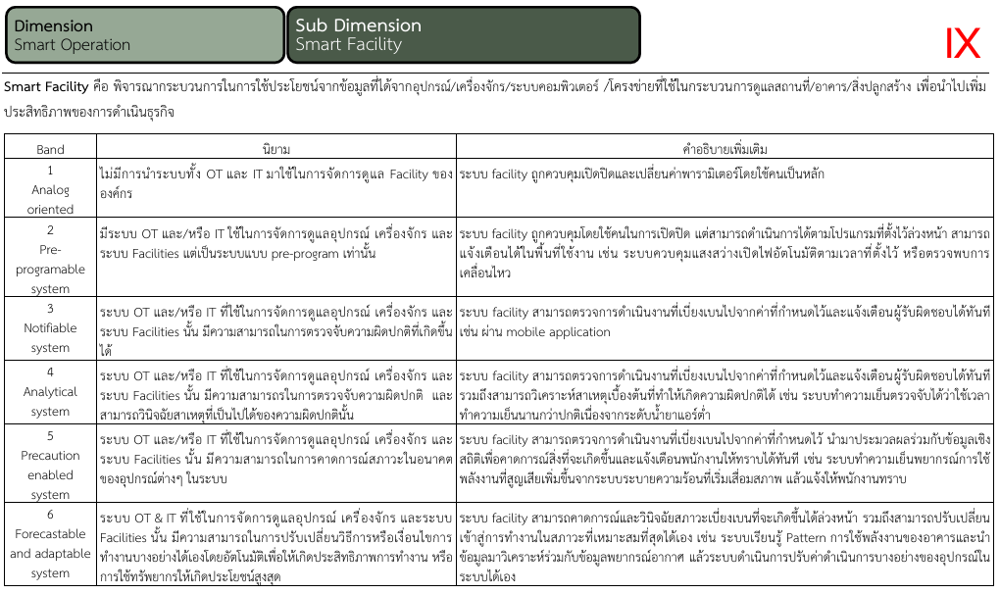 Dimension
Smart Operation
Sub Dimension
Smart Facility
IX
Smart Facility คือ พิจารณากระบวนการในการใช้ประโยชน์จากข้อมูลที่ได้จากอุปกรณ์/เครื่องจักร/ระบบคอมพิวเตอร์ /โครงข่ายที่ใช้ในกระบวนการดูแลสถานที่/อาคาร/สิ่งปลูกสร้าง เพื่อนำไปเพิ่ม
ประสิทธิภาพของการดำเนินธุรกิจ
Band
นิยาม
คำอธิบายเพิ่มเติม
1
Analog
oriented
ไม่มีการนำระบบทั้ง OT และ IT มาใช้ในการจัดการดูแล Facility ของ
องค์กร
ระบบ facility ถูกควบคุมเปิดปิดและเปลี่ยนค่าพารามิเตอร์โดยใช้คนเป็นหลัก
2
Pre-
programable
system
มีระบบ OT และ/หรือ IT ใช้ในการจัดการดูแลอุปกรณ์ เครื่องจักร และ
ระบบ Facilities แต่เป็นระบบแบบ pre-program เท่านั้น
ระบบ facility ถูกควบคุมโดยใช้คนในการเปิดปิด แต่สามารถดำเนินการได้ตามโปรแกรมที่ตั้งไว้ล่วงหน้า สามารถ
แจ้งเตือนได้ในพื้นที่ใช้งาน เช่น ระบบควบคุมแสงสว่างเปิดไฟอัตโนมัติตามเวลาที่ตั้งไว้ หรือตรวจพบการ
เคลื่อนไหว
3
Notifiable
system
ระบบ OT และ/หรือ IT ที่ใช้ในการจัดการดูแลอุปกรณ์ เครื่องจักร และ
ระบบ Facilities นั้น มีความสามารถในการตรวจจับความผิดปกติที่เกิดขึ้น
ได้
ระบบ facility สามารถตรวจการดำเนินงานที่เบี่ยงเบนไปจากค่าที่กำหนดไว้และแจ้งเตือนผู้รับผิดชอบได้ทันที
เช่น ผ่าน mobile application
4
Analytical
system
ระบบ OT และ/หรือ IT ที่ใช้ในการจัดการดูแลอุปกรณ์ เครื่องจักร และ
ระบบ Facilities นั้น มีความสามารรในการตรวจจับความผิดปกติ และ
สามารถวินิจฉัยสาเหตุที่เป็นไปได้ของความผิดปกตินั้น
ระบบ facility สามารถตรวจการดำเนินงานที่เบี่ยงเบนไปจากค่าที่กำหนดไว้และแจ้งเตือนผู้รับผิดชอบได้ทันที
รวมถึงสามารถวิเคราะห์สาเหตุเบื้องต้นที่ทำให้เกิดความผิดปกติได้ เช่น ระบบทำความเย็นตรวจจับได้ว่าใช้เวลา
ทำความเย็นนานกว่าปกติเนื่องจากระดับน้ำยาแอร์ต่ำ
5
Precaution
enabled
system
ระบบ OT และ/หรือ IT ที่ใช้ในการจัดการดูแลอุปกรณ์ เครื่องจักร และ
ระบบ Facilities นั้น มีความสามารถในการคาดการณ์สภาวะในอนาคต
ของอุปกรณ์ต่างๆ ในระบบ
ระบบ facility สามารถตรวจการดำเนินงานที่เบี่ยงเบนไปจากค่าที่กำหนดไว้ นำมาประมวลผลร่วมกับข้อมูลเชิง
สถิติเพื่อคาดการณ์สิ่งที่จะเกิดขึ้นและแจ้งเตือนพนักงานให้ทราบได้ทันที เช่น ระบบทำความเย็นพยากรณ์การใช้
พลังงานที่สูญเสียเพิ่มขึ้นจากระบบระบายความร้อนที่เริ่มเสื่อมสภาพ แล้วแจ้งให้พนักงานทราบ
6
Forecastable
and adaptable
system
ระบบ OT & IT ที่ใช้ในการจัดการดูแลอุปกรณ์ เครื่องจักร และระบบ
Facilities นั้น มีความสามารถในการปรับเปลี่ยนวิธีการหรือเงื่อนไขการ
ทำงานบางอย่างได้เองโดยอัตโนมัติเพื่อให้เกิดประสิทธิภาพการทำงาน หรือ
การใช้ทรัพยากรให้เกิดประโยชน์สูงสุด
ระบบ facility สามารถคาดการณ์และวินิจฉัยสภาวะเบี่ยงเบนที่จะเกิดขึ้นได้ล่วงหน้า รวมถึงสามารถปรับเปลี่ยน
เข้าสู่การทำงานในสภาวะที่เหมาะสมที่สุดได้เอง เช่น ระบบเรียนรู้ Pattern การใช้พลังงานของอาคารและนำ
ข้อมูลมาวิเคราะห์ร่วมกับข้อมูลพยากรณ์อากาศ แล้วระบบดำเนินการปรับค่าดำเนินการบางอย่างของอุปกรณ์ใน
ระบบได้เอง